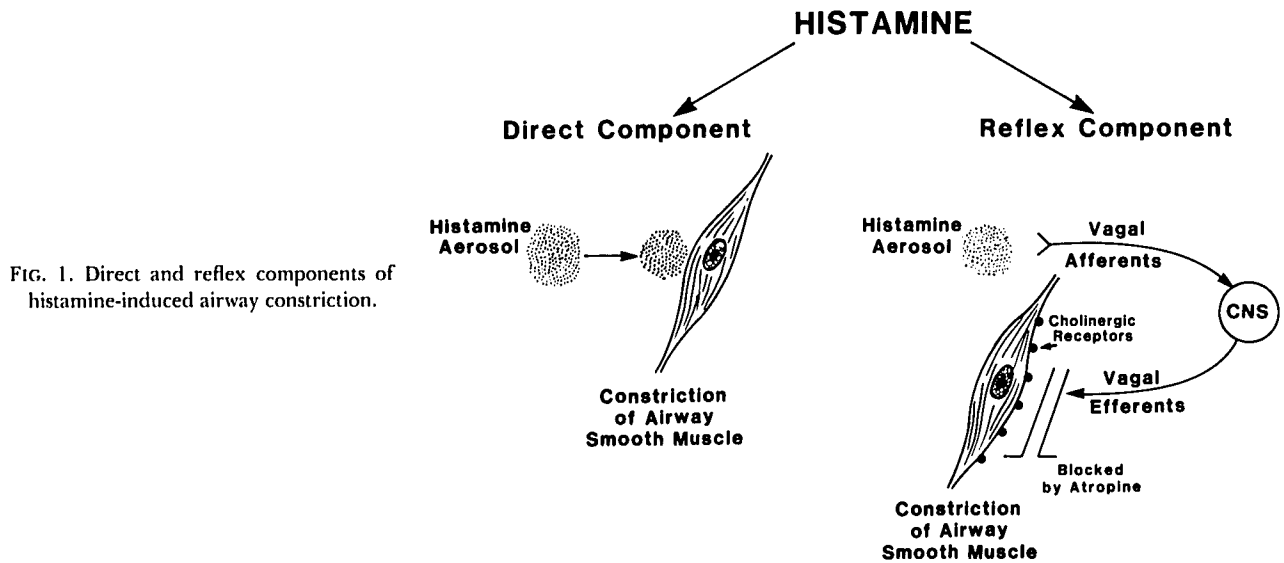 HISTAMINE
Direct Component
Reflex Component
Histamine
Aerosol
Constriction
of Airway
Smooth Muscle
Histamine
Aerosol
Vagal
Afferents
CNS
Cholinergic
Receptors
Vagal
Efferents
Blocked
by Atropine
Constriction
of Airway
Smooth Muscle
FIG. 1. Direct and reflex components of
histamine-induced airway constriction.